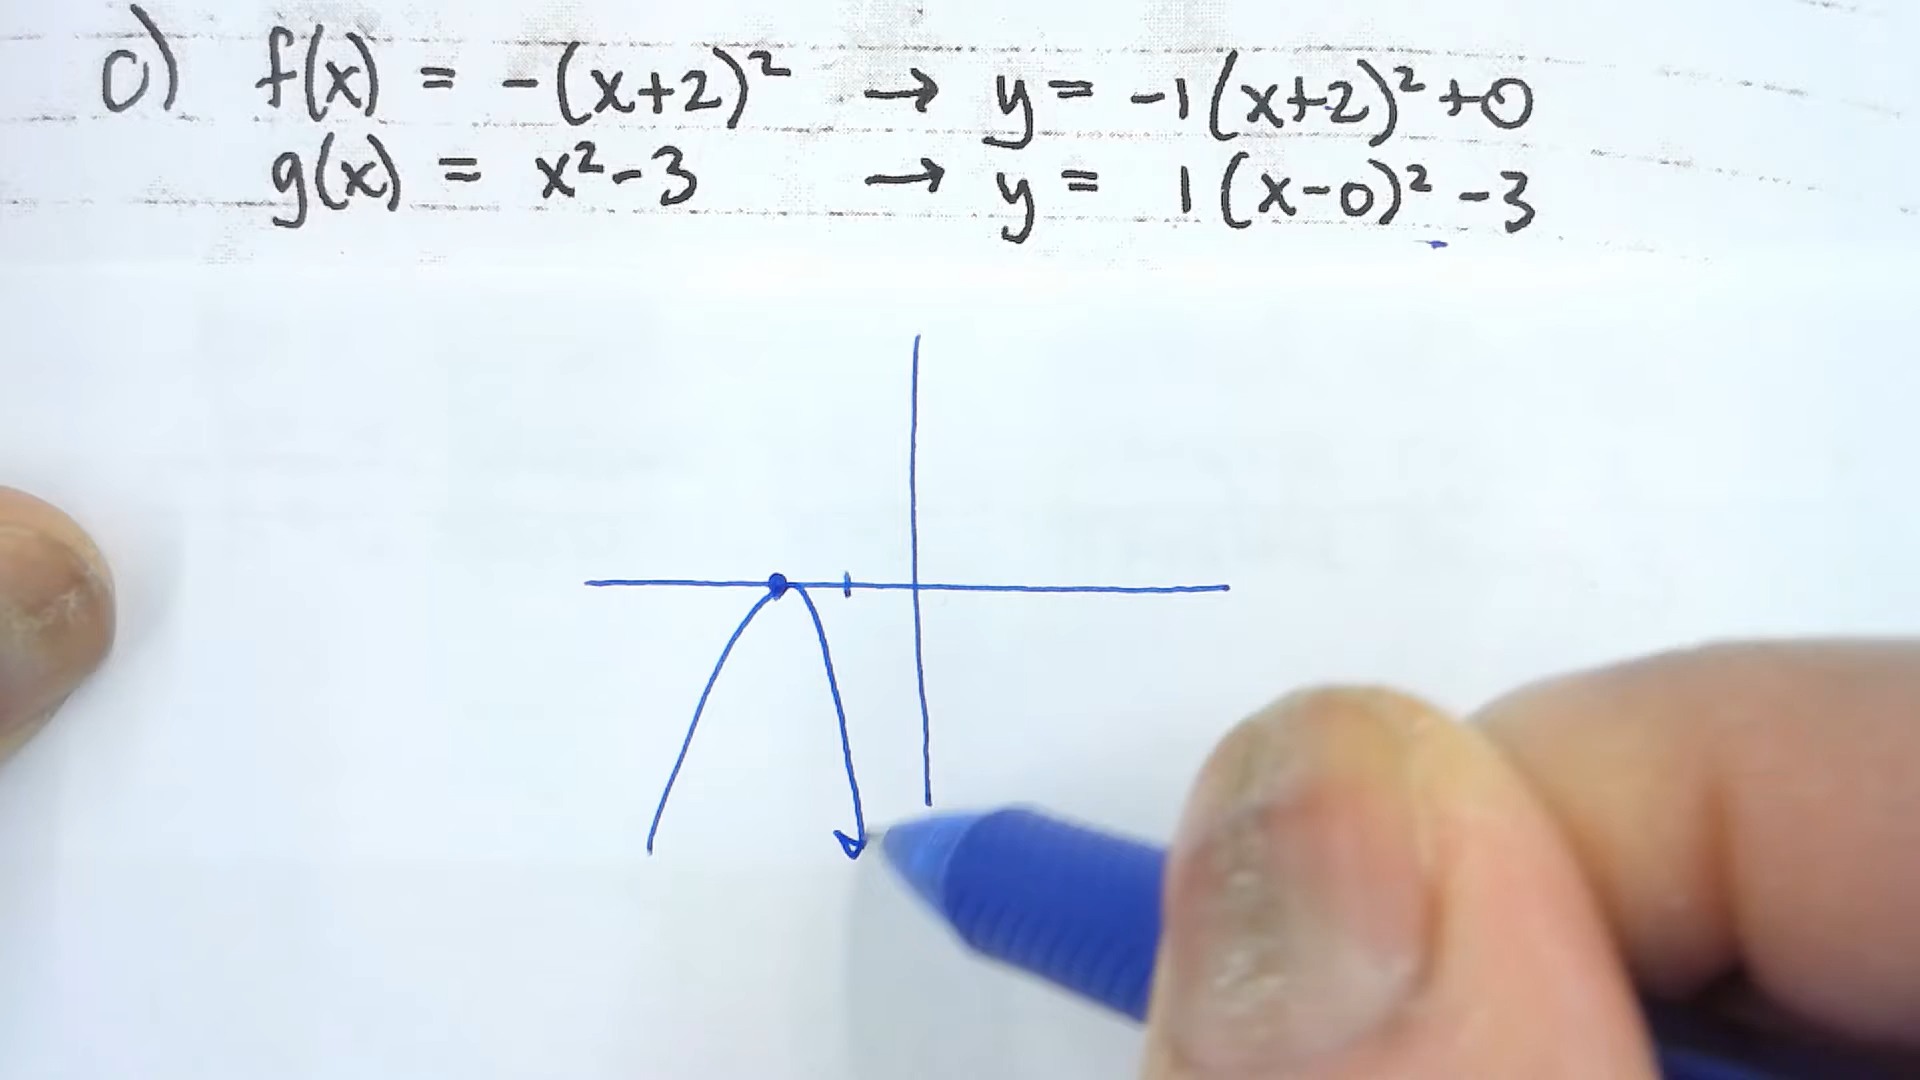 c) f(x) = -(x+2)² → y = -1(x+2)²+0
g(x) = x²-3 → y = 1(x-0)²-3